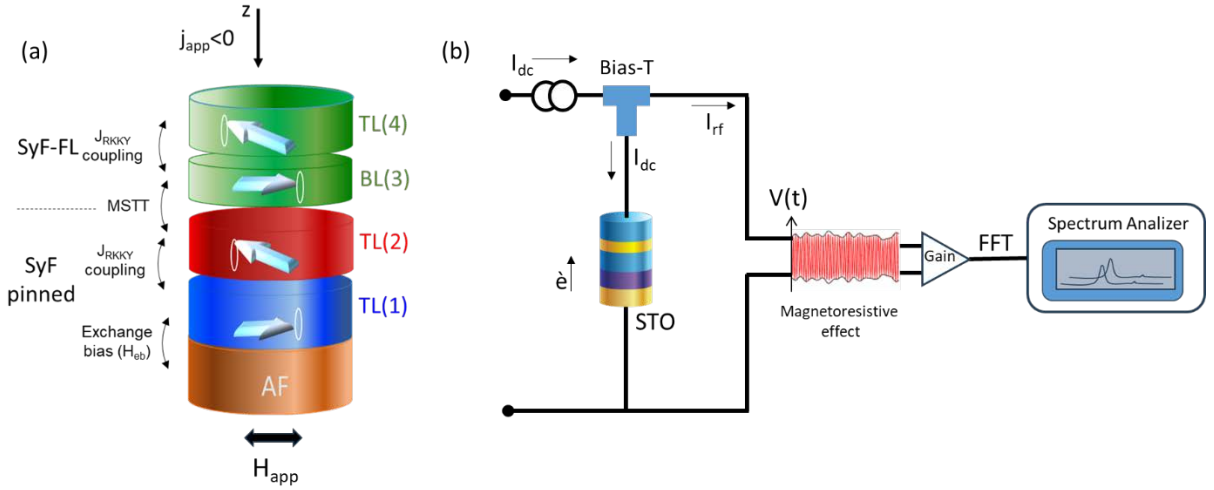 (a)
z
j_app<0
SyF-FL
J_RKKY
coupling
TL(4)
BL(3)
MSTT
SyF
pinned
J_RKKY
coupling
TL(2)
TL(1)
Exchange
bias (H_eb)
AF
H_app
(b)
I_dc
Bias-T
I_rf
I_dc
è
STO
V(t)
Magnetoresistive
effect
Gain
FFT
Spectrum Analizer